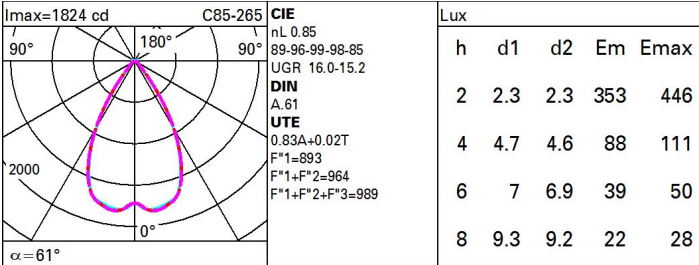 Imax=1824 cd C85-265
90° 180° 90°
2000
0°
α=61°
CIE
nL 0.85
89-96-99-98-85
UGR 16.0-15.2
DIN
A.61
UTE
0.83A+0.02T
F"1=893
F"1+F"2=964
F"1+F"2+F"3=989
Lux
h d1 d2 Em Emax
2 2.3 2.3 353 446
4 4.7 4.6 88 111
6 7 6.9 39 50
8 9.3 9.2 22 28